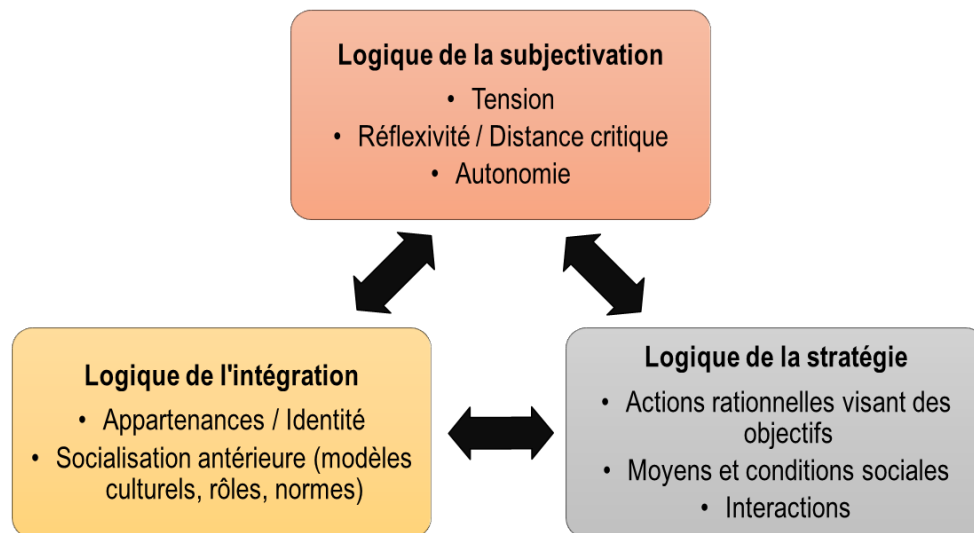 Logique de la subjectivation
• Tension
• Réflexivité / Distance critique
• Autonomie
Logique de l'intégration
• Appartenances / Identité
• Socialisation antérieure (modèles
culturels, rôles, normes)
Logique de la stratégie
• Actions rationnelles visant des
objectifs
• Moyens et conditions sociales
• Interactions